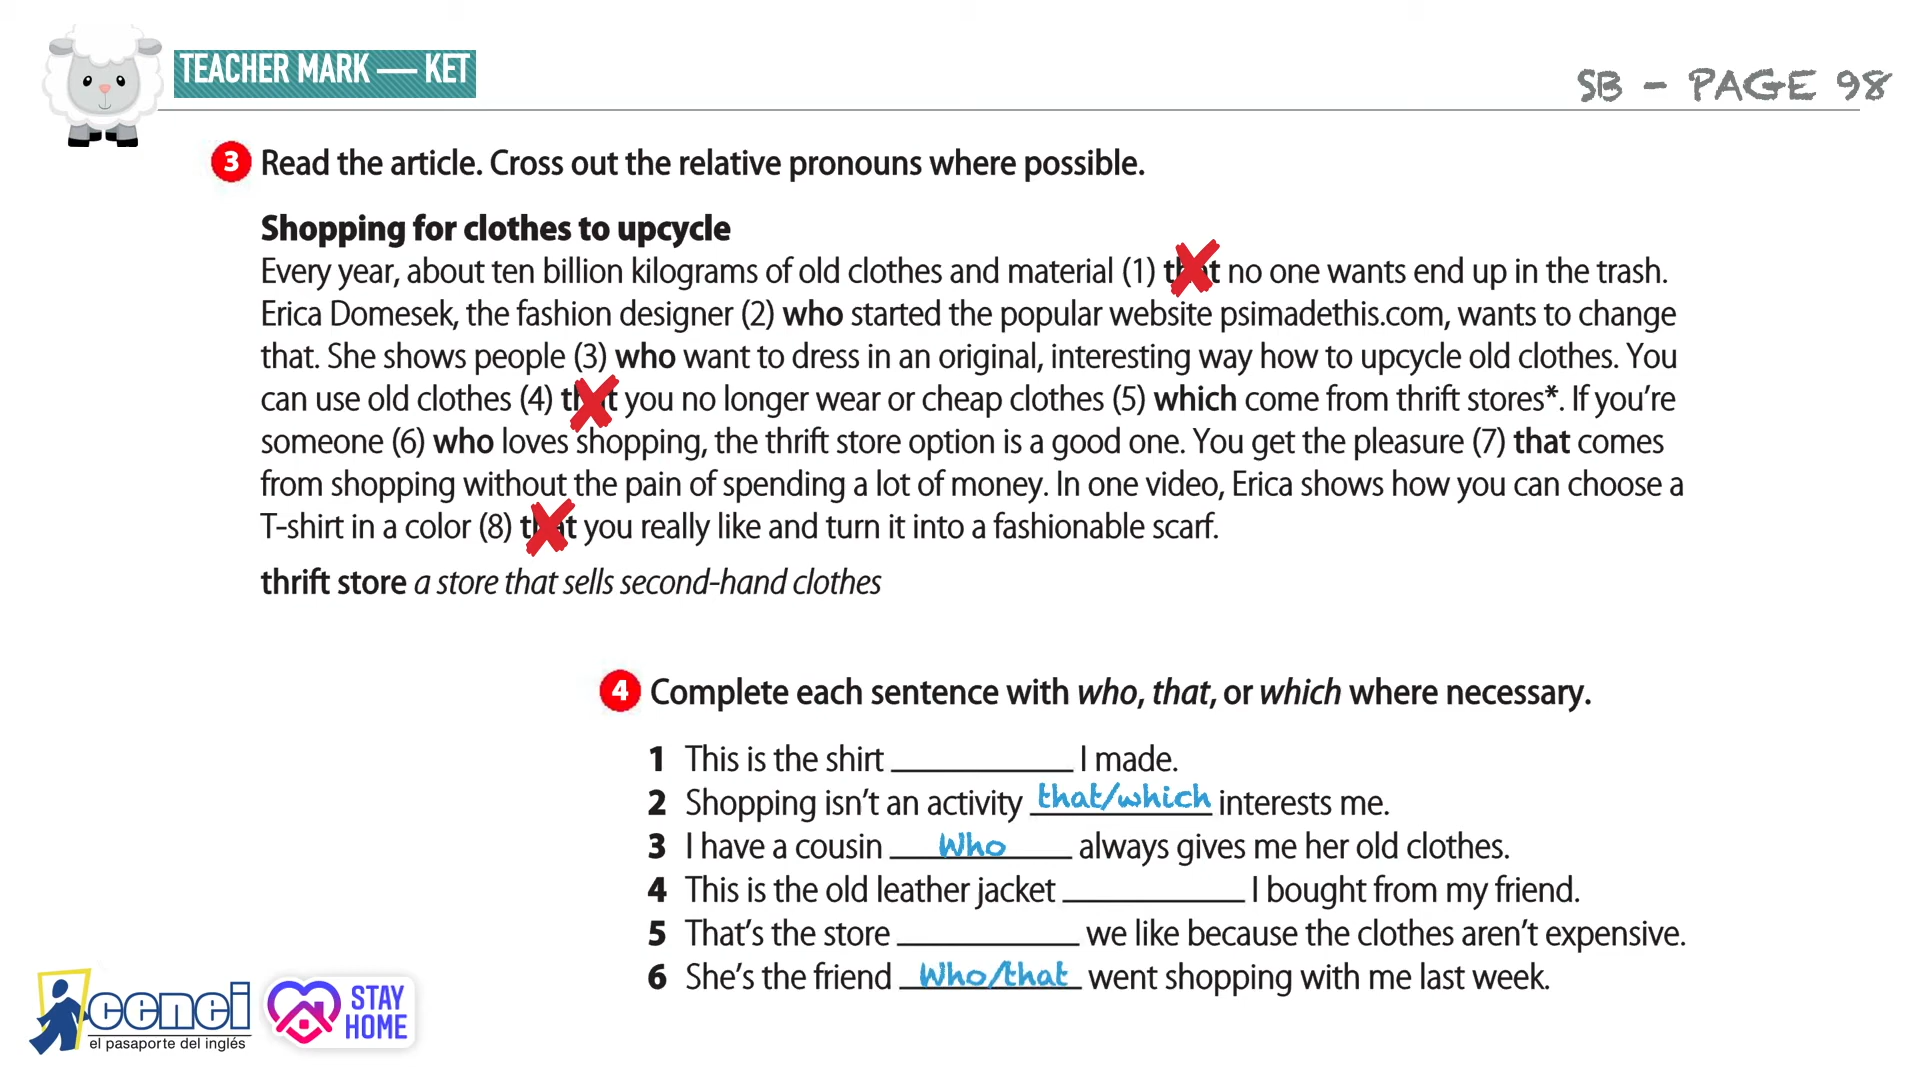 TEACHER MARK — KET
SB - PAGE 98
3 Read the article. Cross out the relative pronouns where possible.
Shopping for clothes to upcycle
Every year, about ten billion kilograms of old clothes and material (1) that no one wants end up in the trash.
Erica Domesek, the fashion designer (2) who started the popular website psimadethis.com, wants to change
that. She shows people (3) who want to dress in an original, interesting way how to upcycle old clothes. You
can use old clothes (4) that you no longer wear or cheap clothes (5) which come from thrift stores*. If you're
someone (6) who loves shopping, the thrift store option is a good one. You get the pleasure (7) that comes
from shopping without the pain of spending a lot of money. In one video, Erica shows how you can choose a
T-shirt in a color (8) that you really like and turn it into a fashionable scarf.
thrift store a store that sells second-hand clothes
4 Complete each sentence with who, that, or which where necessary.
1 This is the shirt __________ I made.
2 Shopping isn't an activity that/which interests me.
3 I have a cousin Who always gives me her old clothes.
4 This is the old leather jacket __________ I bought from my friend.
5 That's the store __________ we like because the clothes aren't expensive.
6 She's the friend Who/that went shopping with me last week.
cenei
el pasaporte del inglés
STAY
HOME